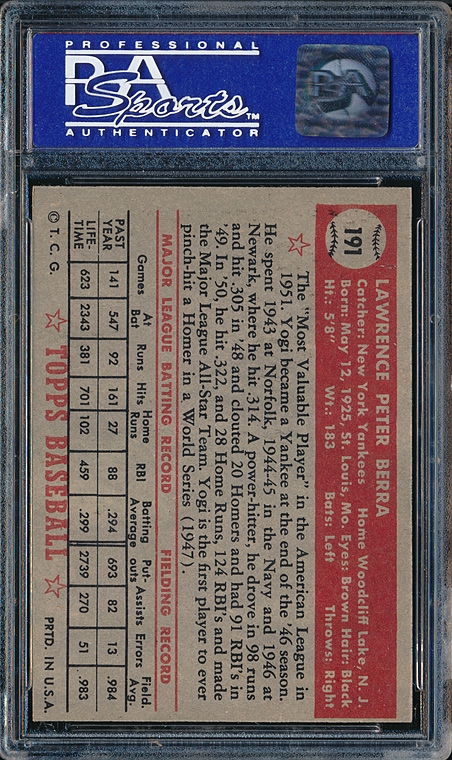 PROFESSIONAL
PSA
Sports™
AUTHENTICATOR
PSA
191
LAWRENCE PETER BERRA
Catcher: New York Yankees Home Woodcliff Lake, N. J.
Born: May 12, 1925, St. Louis, Mo. Eyes: Brown Hair: Black
Ht.: 5'8" Wt.: 183 Bats: Left Throws: Right
The "Most Valuable Player" in the American League in
1951. Yogi became a Yankee at the end of the '46 season.
He spent 1943 at Norfolk, 1944-45 in the Navy and 1946 at
Newark, where he hit .314. A power-hitter, he drove in 98 runs
and hit .305 in '48 and clouted 20 Homers and had 91 RBI's in
'49. In '50, he hit .322, and 28 Home Runs, 124 RBI's and made
the Major League All-Star Team. Yogi is the first player to ever
pinch-hit a Homer in a World Series (1947).
MAJOR LEAGUE BATTING RECORD FIELDING RECORD
Games At Bat Runs Hits Home Runs RBI Batting Average Put-outs Assists Errors Field. Avg.
PAST YEAR 141 547 92 161 27 88 .294 693 82 13 .984
LIFE-TIME 623 2343 381 701 102 459 .299 2739 270 51 .983
© T. C. G. TOPPS BASEBALL PRTD. IN U.S.A.